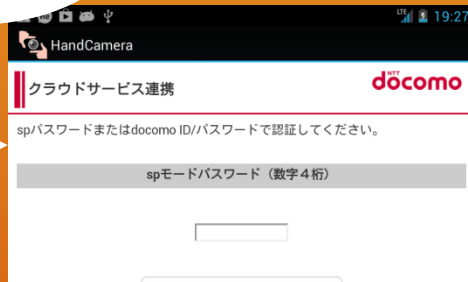 19:27
HandCamera
クラウドサービス連携
NTT
döcomo
spパスワードまたはdocomo ID/パスワードで認証してください。
spモードパスワード（数字４桁）